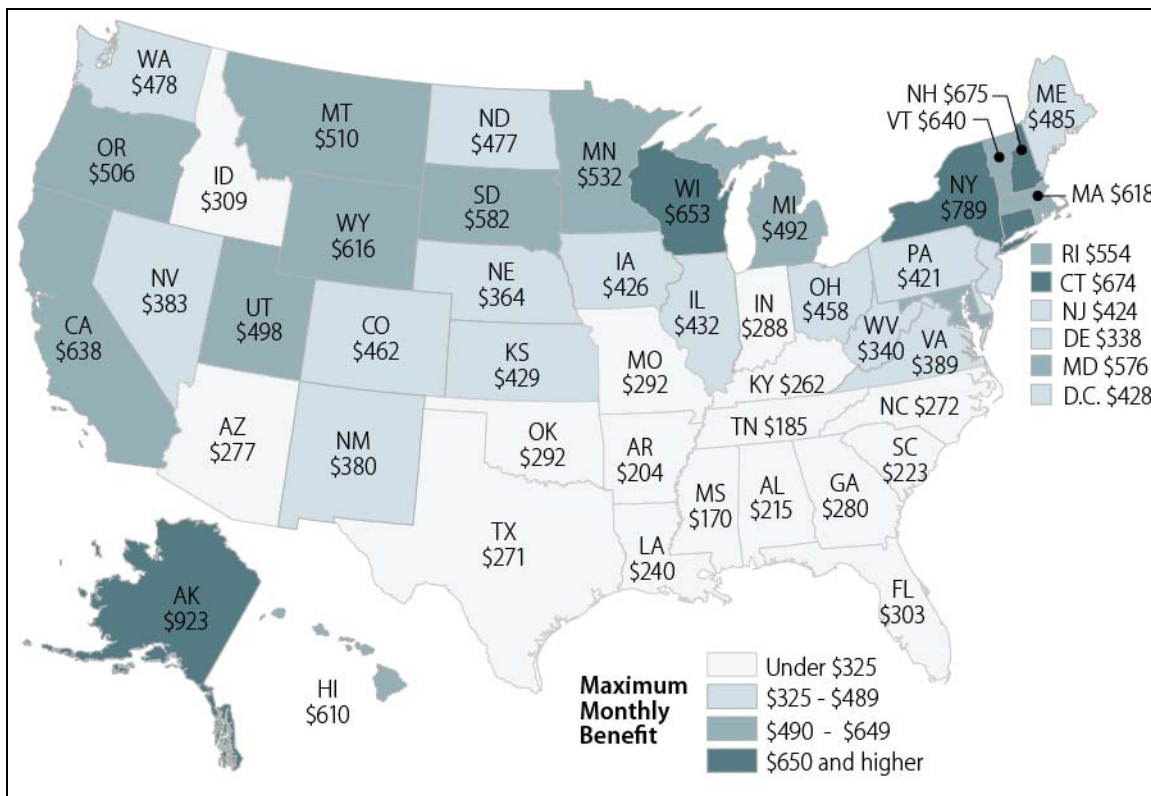 WA
$478
MT
$510
ND
$477
MN
$532
OR
$506
ID
$309
WY
$616
SD
$582
WI
$653
MI
$492
NH $675
VT $640
ME
$485
NY
$789
MA $618
NV
$383
UT
$498
CO
$462
NE
$364
IA
$426
IL
$432
IN
$288
OH
$458
PA
$421
WV
$340
VA
$389
CA
$638
KS
$429
MO
$292
KY $262
NC $272
TN $185
SC
$223
AZ
$277
NM
$380
OK
$292
AR
$204
MS
$170
AL
$215
GA
$280
TX
$271
LA
$240
FL
$303
AK
$923
HI
$610
RI $554
CT $674
NJ $424
DE $338
MD $576
D.C. $428
Maximum
Monthly
Benefit
Under $325
$325 - $489
$490 - $649
$650 and higher